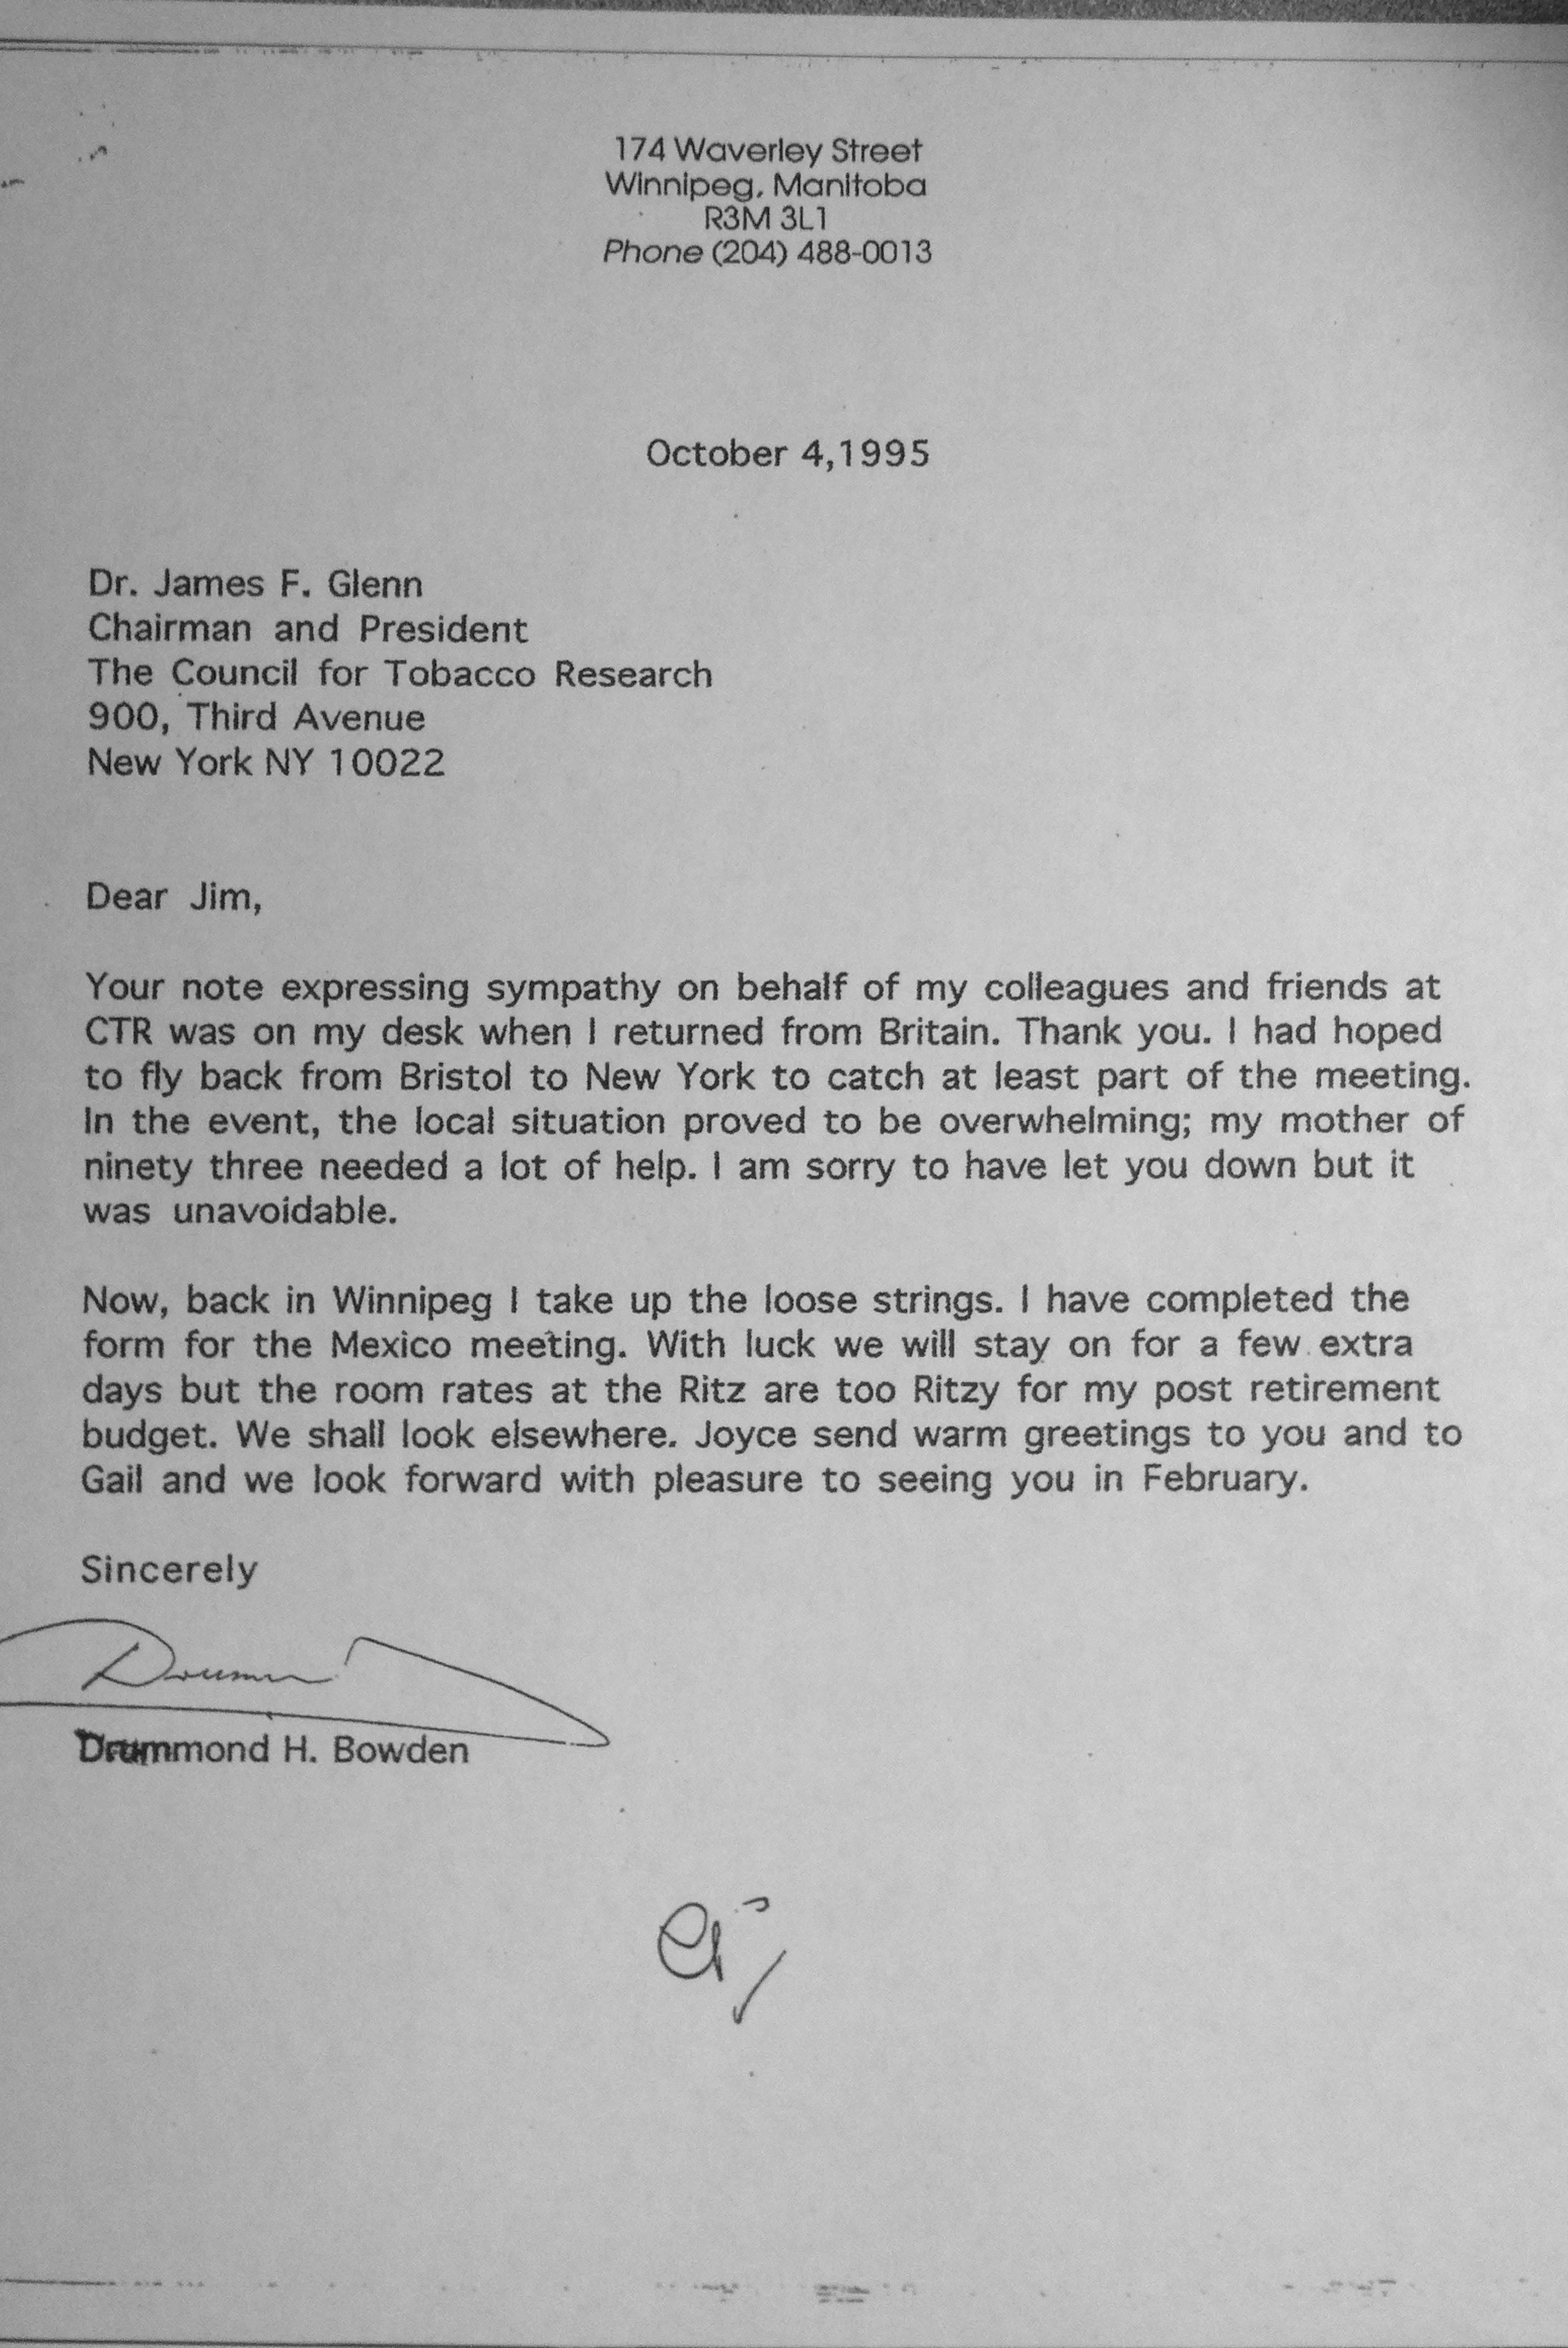 174 Waverley Street
Winnipeg, Manitoba
R3M 3L1
Phone (204) 488-0013
October 4,1995
Dr. James F. Glenn
Chairman and President
The Council for Tobacco Research
900, Third Avenue
New York NY 10022
Dear Jim,
Your note expressing sympathy on behalf of my colleagues and friends at
CTR was on my desk when I returned from Britain. Thank you. I had hoped
to fly back from Bristol to New York to catch at least part of the meeting.
In the event, the local situation proved to be overwhelming; my mother of
ninety three needed a lot of help. I am sorry to have let you down but it
was unavoidable.
Now, back in Winnipeg I take up the loose strings. I have completed the
form for the Mexico meeting. With luck we will stay on for a few extra
days but the room rates at the Ritz are too Ritzy for my post retirement
budget. We shall look elsewhere. Joyce send warm greetings to you and to
Gail and we look forward with pleasure to seeing you in February.
Sincerely
Drummond H. Bowden